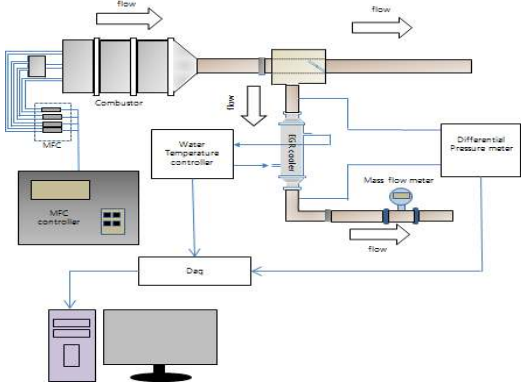 flow
flow
Combustor
flow
MFC
Water
Temperature
controller
EGR cooler
Differential
Pressure meter
Mass flow meter
MFC
controller
flow
Daq